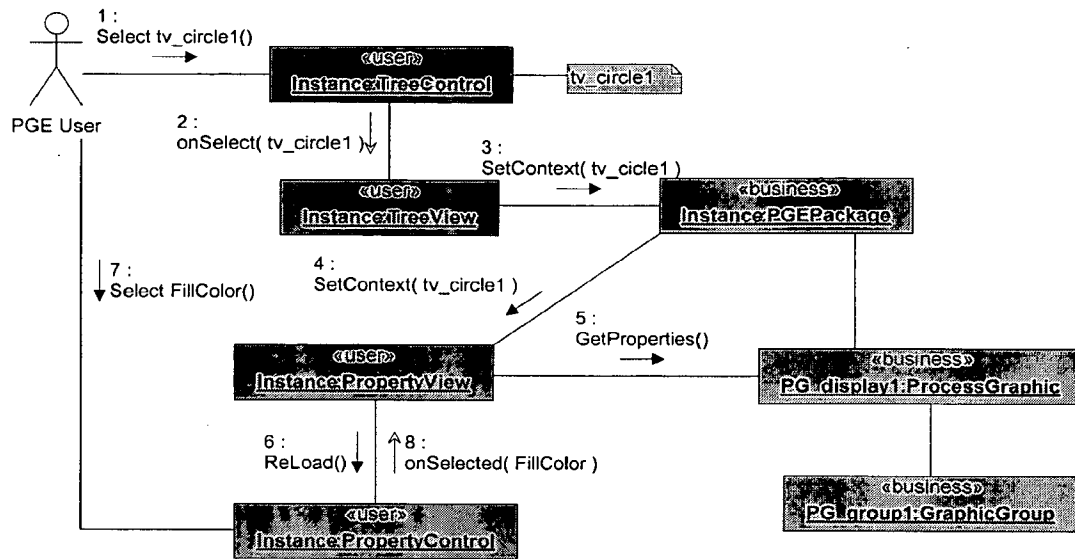 1 :
Select tv_circle1()
«user»
Instance:TreeControl
tv_circle1
PGE User
2 :
onSelect( tv_circle1 )
3 :
SetContext( tv_cicle1 )
«user»
Instance:TreeView
«business»
Instance:PGEPackage
4 :
SetContext( tv_circle1 )
7 :
Select FillColor()
5 :
GetProperties()
«user»
Instance:PropertyView
«business»
PG_display1:ProcessGraphic
6 :
ReLoad()
8 :
onSelected( FillColor )
«business»
PG_group1:GraphicGroup
«user»
Instance:PropertyControl